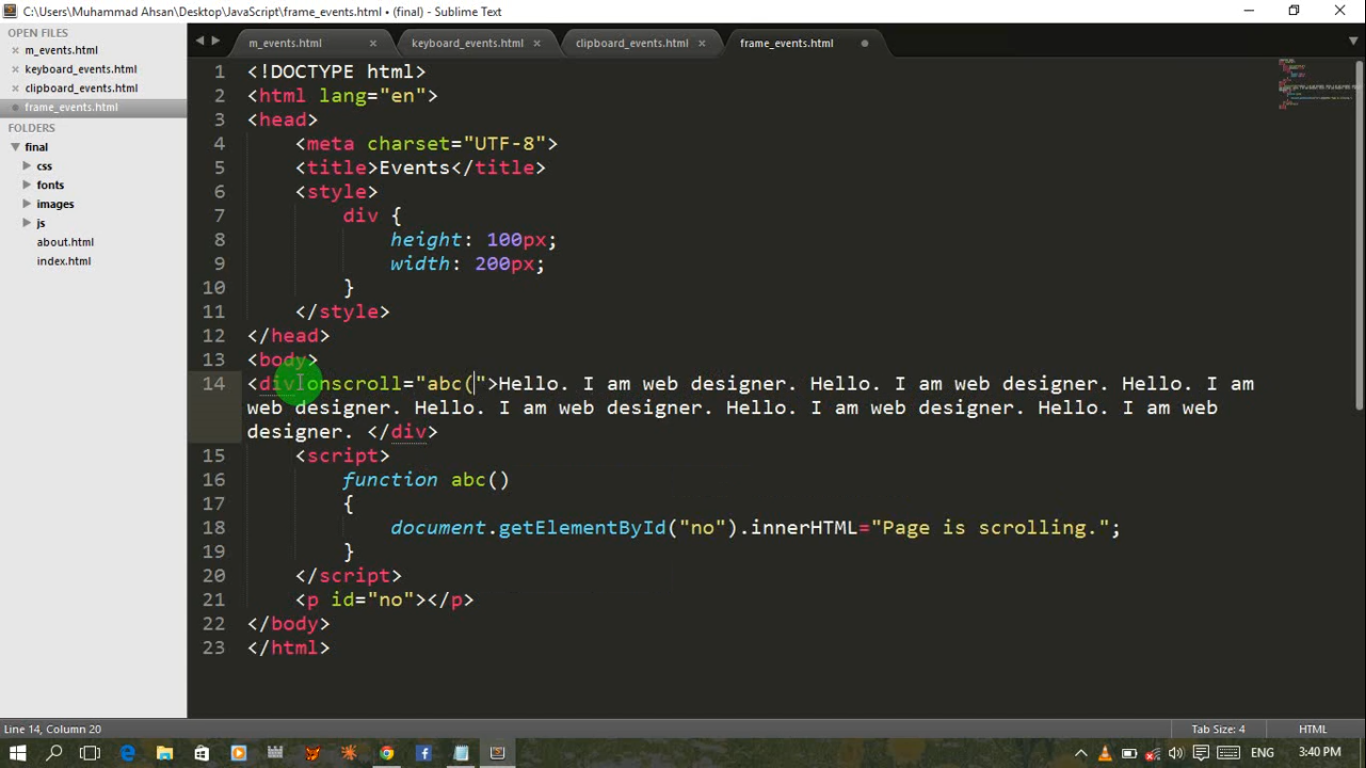 C:\Users\Muhammad Ahsan\Desktop\JavaScript\frame_events.html • (final) - Sublime Text
OPEN FILES
m_events.html
keyboard_events.html
clipboard_events.html
frame_events.html
FOLDERS
final
css
fonts
images
js
about.html
index.html
m_events.html
keyboard_events.html
clipboard_events.html
frame_events.html
1 <!DOCTYPE html>
2 <html lang="en">
3 <head>
4 <meta charset="UTF-8">
5 <title>Events</title>
6 <style>
7 div {
8 height: 100px;
9 width: 200px;
10 }
11 </style>
12 </head>
13 <body>
14 <div onscroll="abc(">Hello. I am web designer. Hello. I am web designer. Hello. I am
web designer. Hello. I am web designer. Hello. I am web designer. Hello. I am web
designer. </div>
15 <script>
16 function abc()
17 {
18 document.getElementById("no").innerHTML="Page is scrolling.";
19 }
20 </script>
21 <p id="no"></p>
22 </body>
23 </html>
Line 14, Column 20
Tab Size: 4
HTML
ENG
3:40 PM